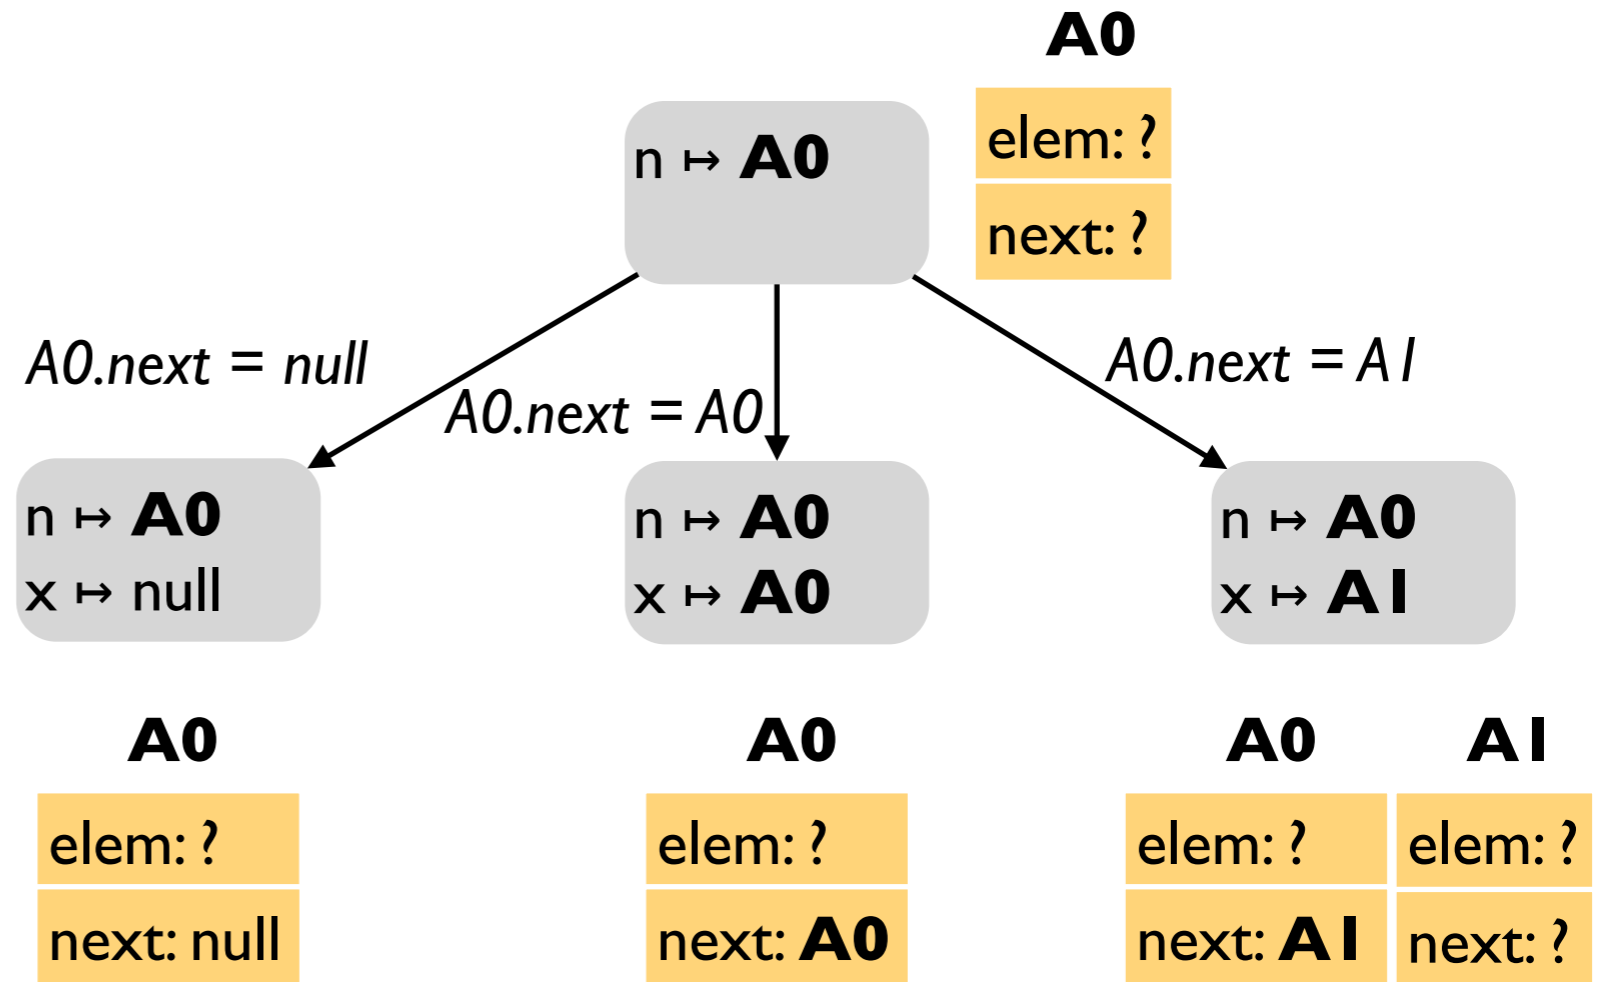 A0
n ↦ A0
elem: ?
next: ?
A0.next = null
A0.next = A0
A0.next = A1
n ↦ A0
x ↦ null
n ↦ A0
x ↦ A0
n ↦ A0
x ↦ A1
A0
elem: ?
next: null
A0
elem: ?
next: A0
A0
elem: ?
next: A1
A1
elem: ?
next: ?